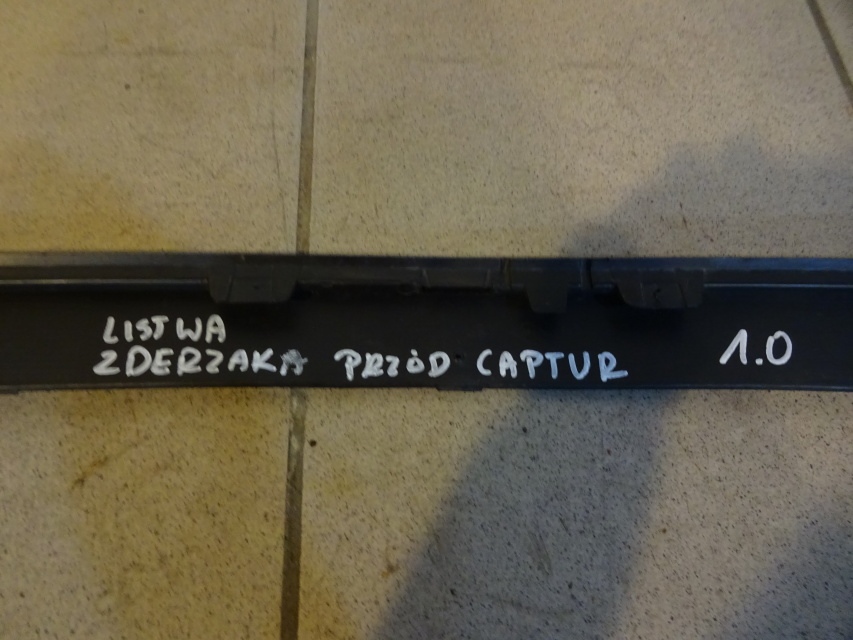 LISTWA
ZDERZAKA PRZÓD CAPTUR 1.0